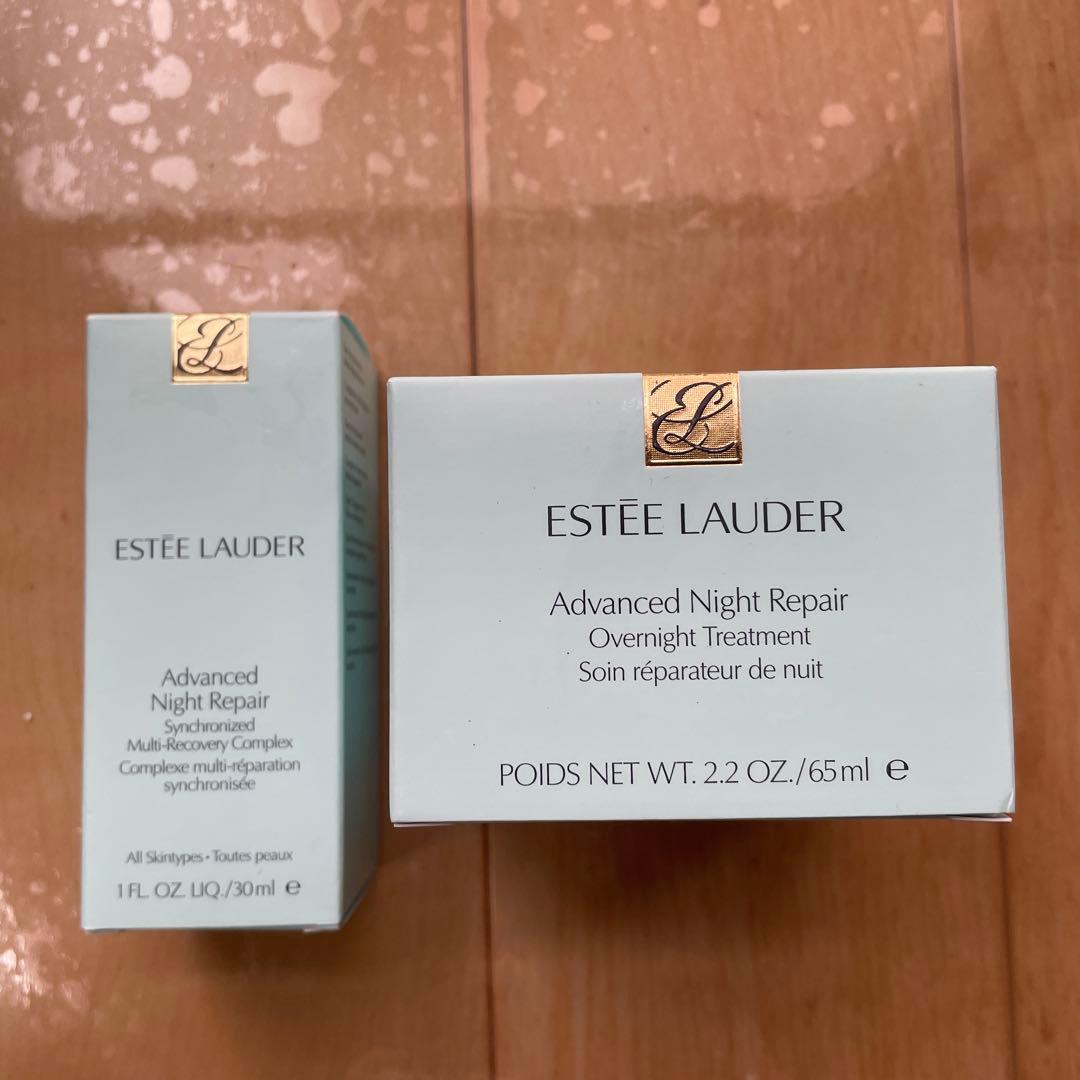 EL
ESTĒE LAUDER
Advanced
Night Repair
Synchronized
Multi-Recovery Complex
Complexe multi-réparation
synchronisée
All Skintypes • Toutes peaux
1 FL. OZ. LIQ./30ml ℮
EL
ESTĒE LAUDER
Advanced Night Repair
Overnight Treatment
Soin réparateur de nuit
POIDS NET WT. 2.2 OZ./65ml ℮